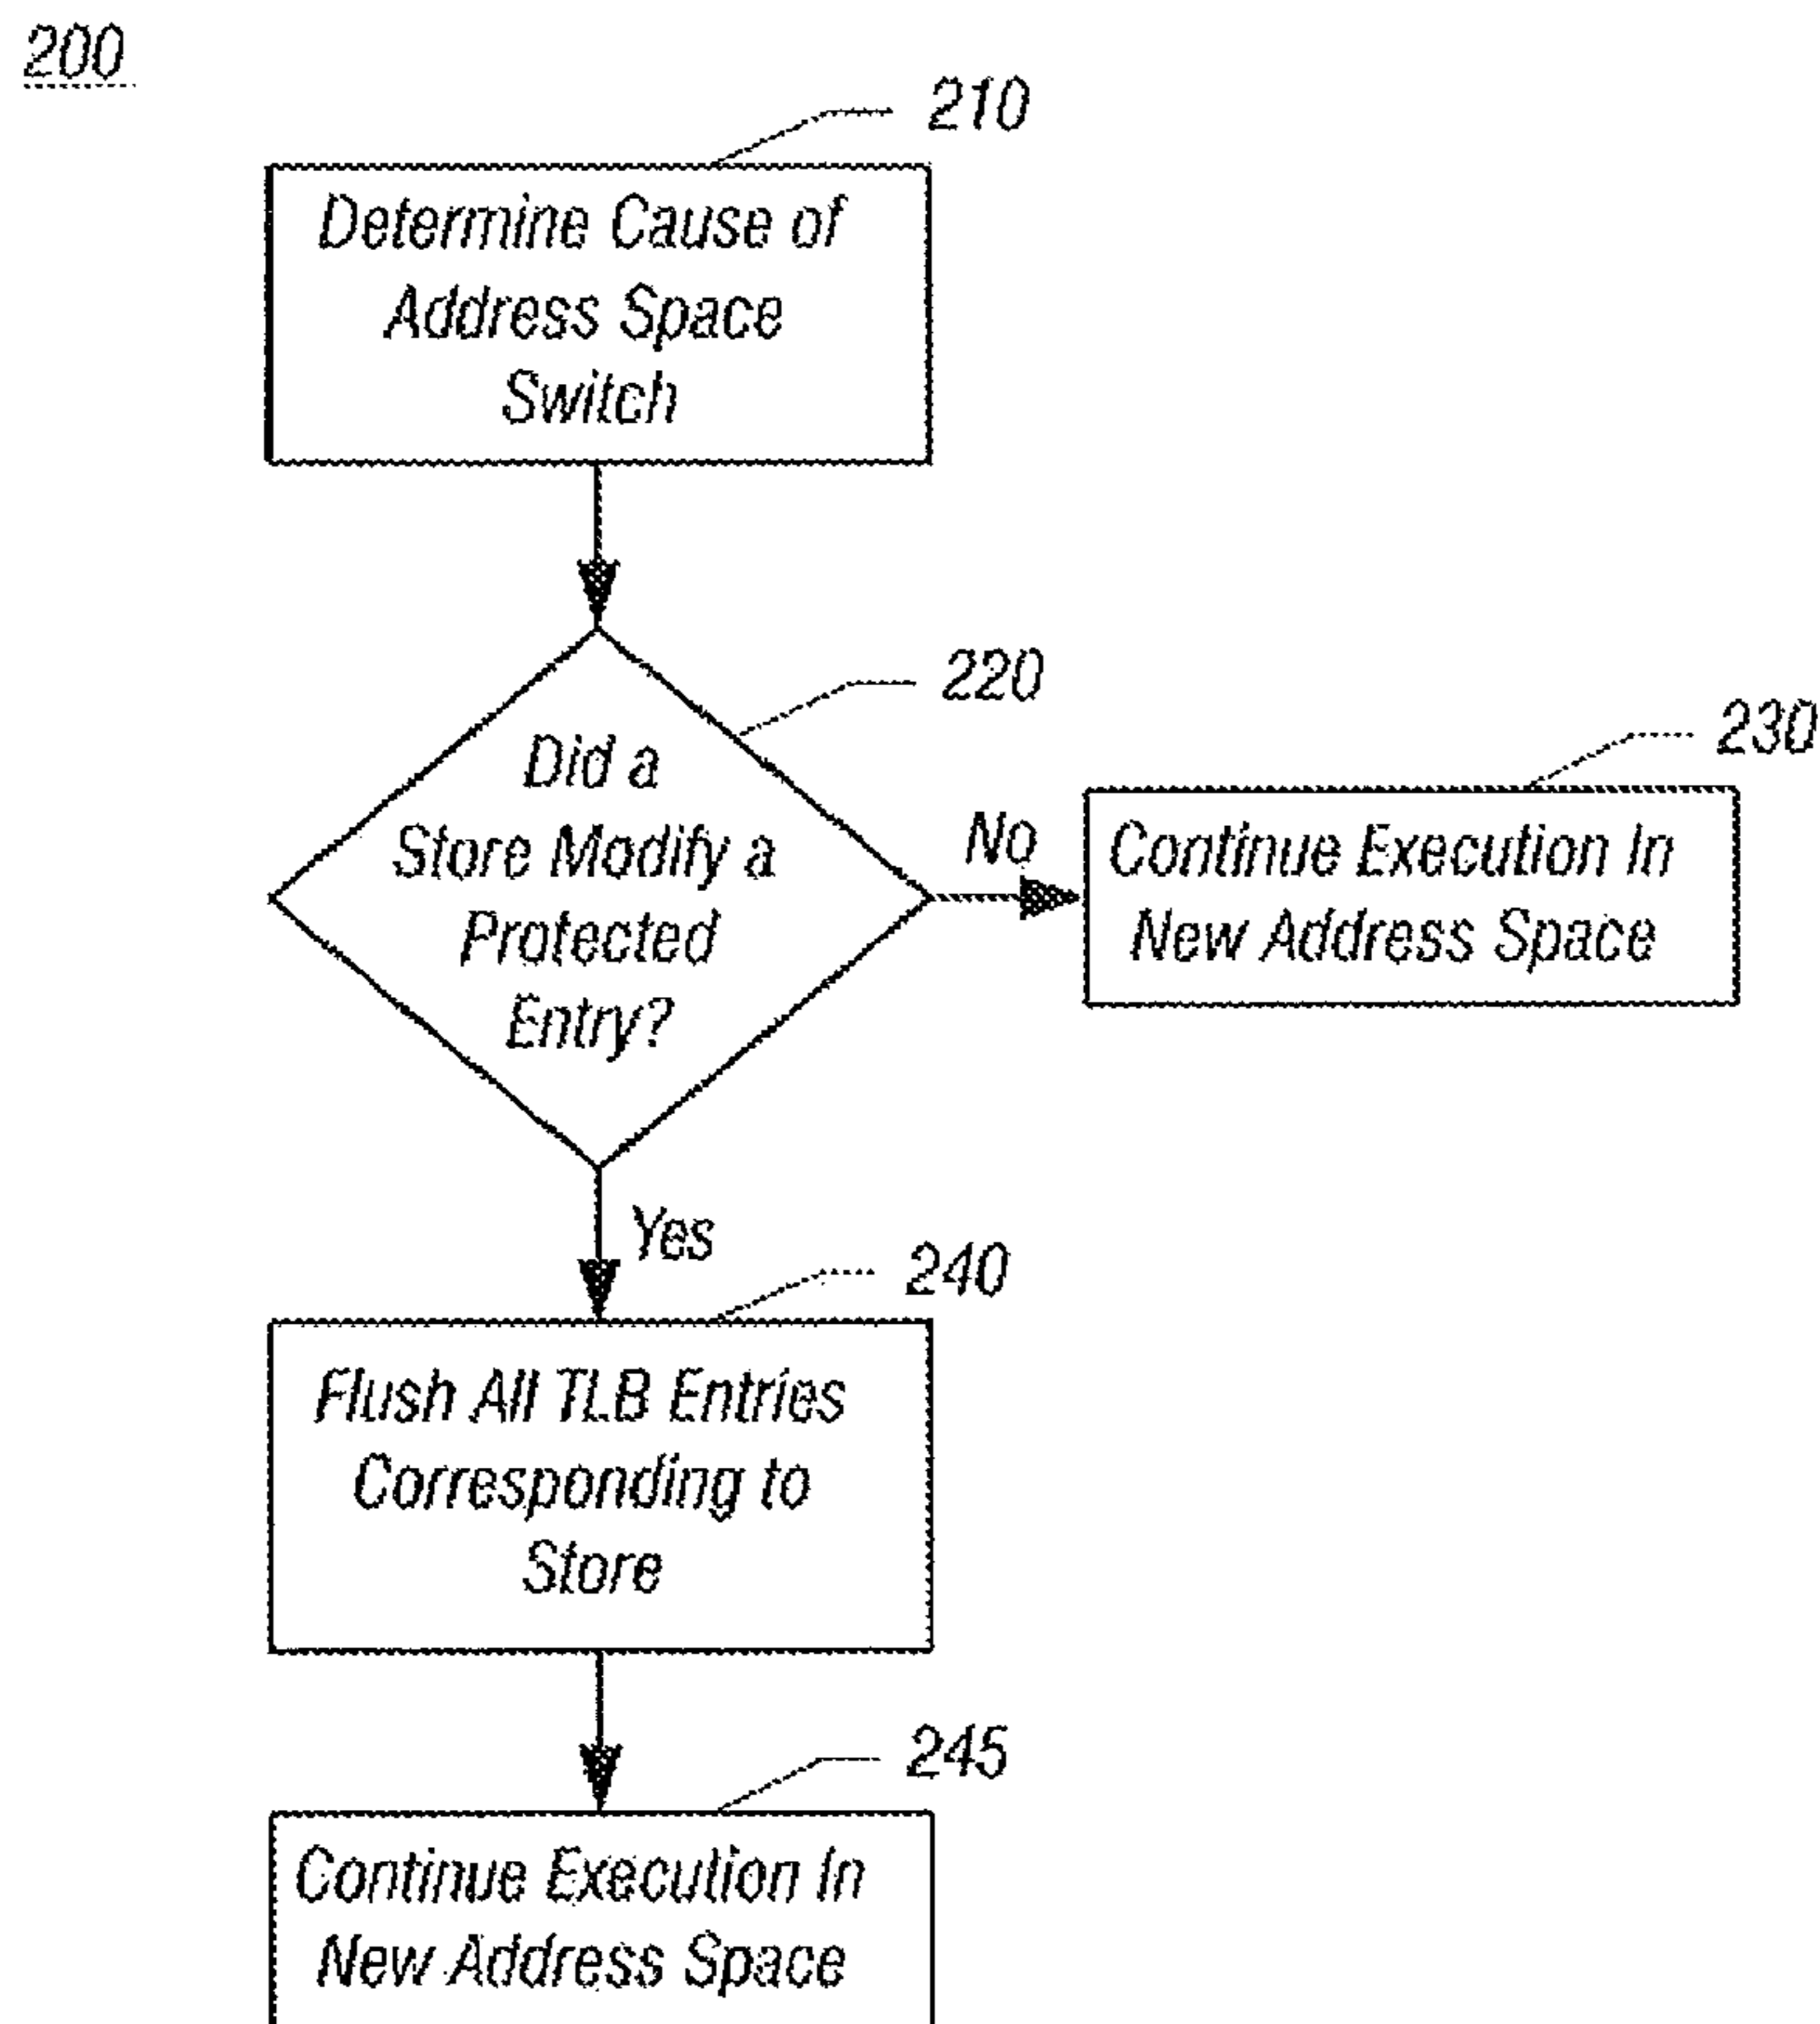 200
210
Determine Cause of
Address Space
Switch
220
Did a
Store Modify a
Protected
Entry?
No
230
Continue Execution In
New Address Space
Yes
240
Flush All TLB Entries
Corresponding to
Store
245
Continue Execution In
New Address Space